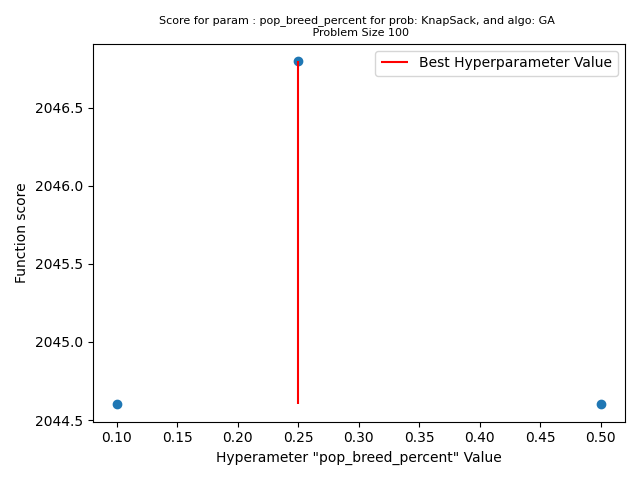 Score for param : pop_breed_percent for prob: KnapSack, and algo: GA
Problem Size 100
Best Hyperparameter Value
Function score
2046.5
2046.0
2045.5
2045.0
2044.5
0.10 0.15 0.20 0.25 0.30 0.35 0.40 0.45 0.50
Hyperameter "pop_breed_percent" Value